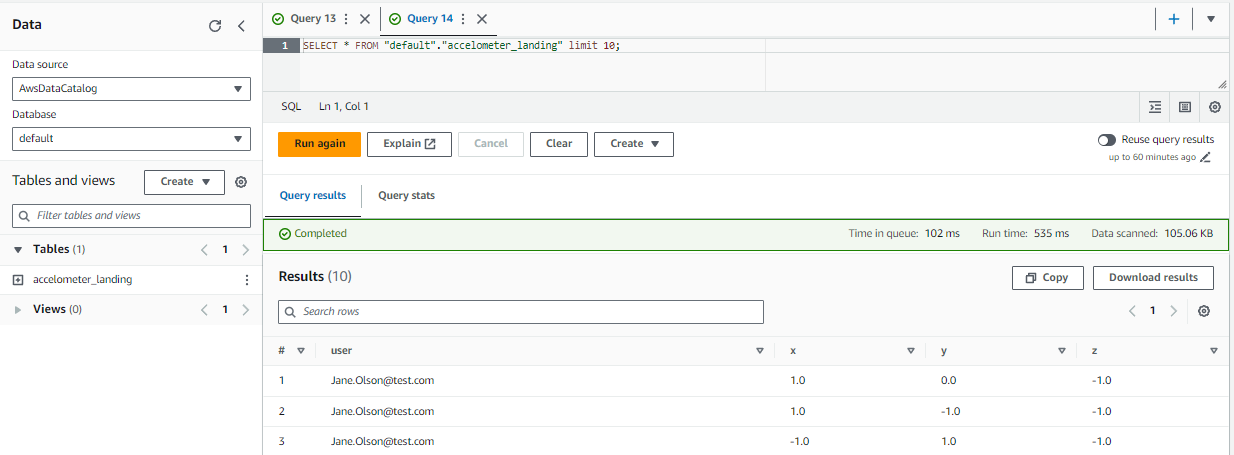 Data
Data source
AwsDataCatalog
Database
default
Tables and views
Create
Filter tables and views
Tables (1)
1
accelometer_landing
Views (0)
1
Query 13
Query 14
1 SELECT * FROM "default"."accelometer_landing" limit 10;
SQL Ln 1, Col 1
Run again Explain Cancel Clear Create
Reuse query results
up to 60 minutes ago
Query results Query stats
Completed Time in queue: 102 ms Run time: 535 ms Data scanned: 105.06 KB
Results (10) Copy Download results
Search rows 1
# user x y z
1 Jane.Olson@test.com 1.0 0.0 -1.0
2 Jane.Olson@test.com 1.0 -1.0 -1.0
3 Jane.Olson@test.com -1.0 1.0 -1.0